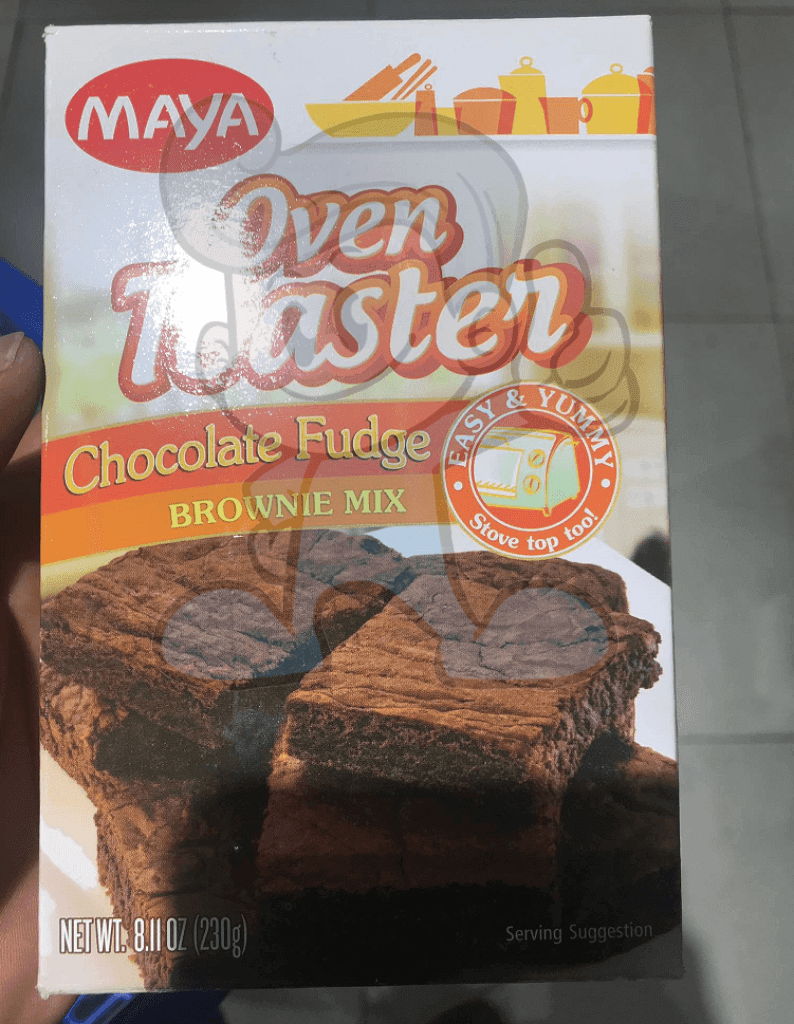 MAYA
Oven
Toaster
Chocolate Fudge
BROWNIE MIX
EASY & YUMMY
Stove top too!
NET WT. 8.11 OZ (230g)
Serving Suggestion